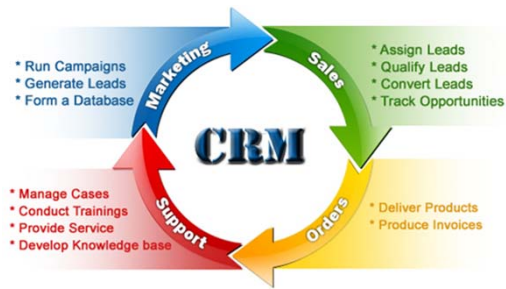 Marketing
* Run Campaigns
* Generate Leads
* Form a Database
Sales
* Assign Leads
* Qualify Leads
* Convert Leads
* Track Opportunities
CRM
Support
* Manage Cases
* Conduct Trainings
* Provide Service
* Develop Knowledge base
Orders
* Deliver Products
* Produce Invoices